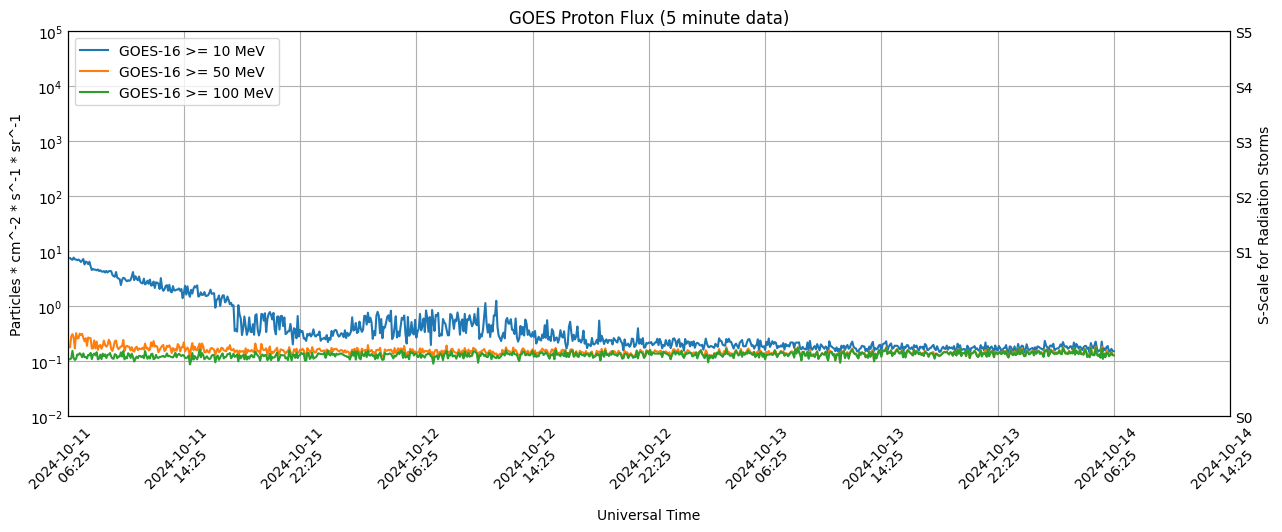 GOES Proton Flux (5 minute data)
GOES-16 >= 10 MeV
GOES-16 >= 50 MeV
GOES-16 >= 100 MeV
10^5
10^4
10^3
10^2
10^1
10^0
10^-1
10^-2
Particles * cm^-2 * s^-1 * sr^-1
S5
S4
S3
S2
S1
S0
S-Scale for Radiation Storms
2024-10-11
06:25
2024-10-11
14:25
2024-10-11
22:25
2024-10-12
06:25
2024-10-12
14:25
2024-10-12
22:25
2024-10-13
06:25
2024-10-13
14:25
2024-10-13
22:25
2024-10-14
06:25
2024-10-14
14:25
Universal Time